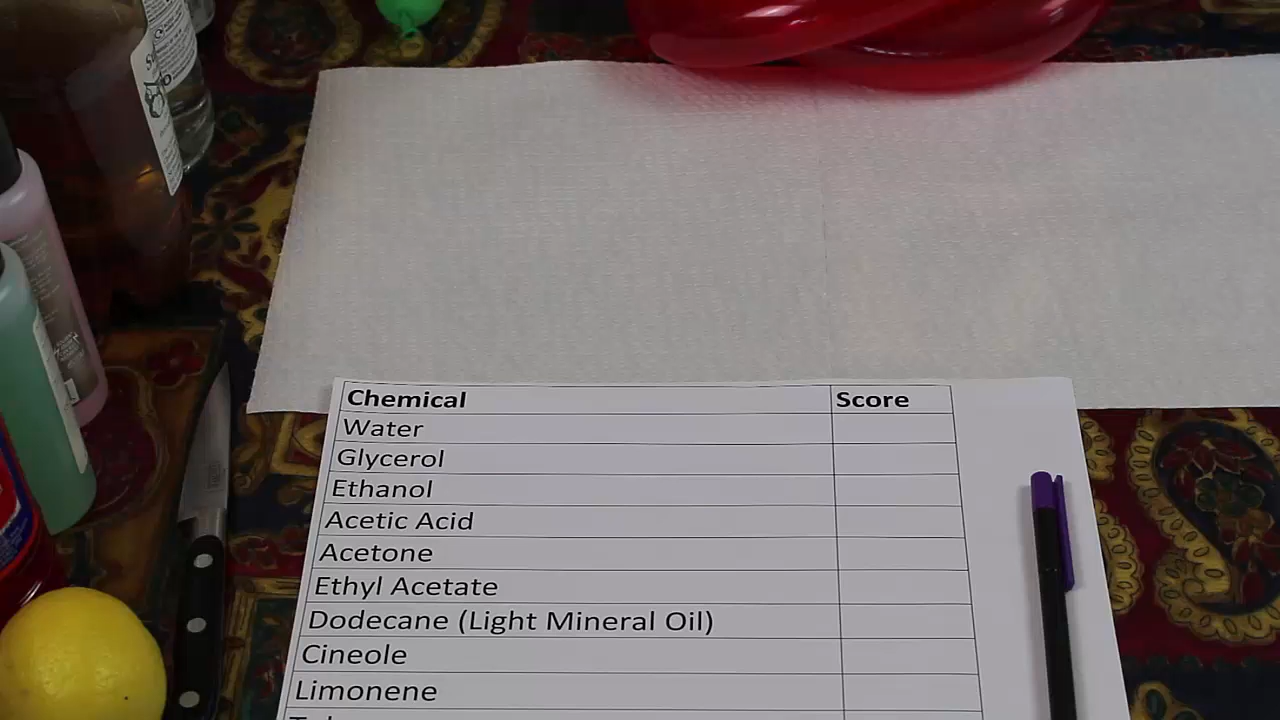 Chemical Score
Water
Glycerol
Ethanol
Acetic Acid
Acetone
Ethyl Acetate
Dodecane (Light Mineral Oil)
Cineole
Limonene